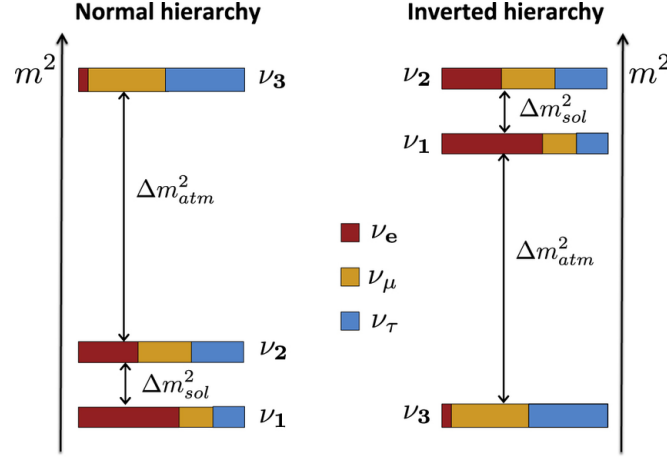 Normal hierarchy
m²
ν₃
Δm²atm
ν₂
Δm²sol
ν₁
νe
νμ
ντ
Inverted hierarchy
m²
ν₂
Δm²sol
ν₁
Δm²atm
ν₃